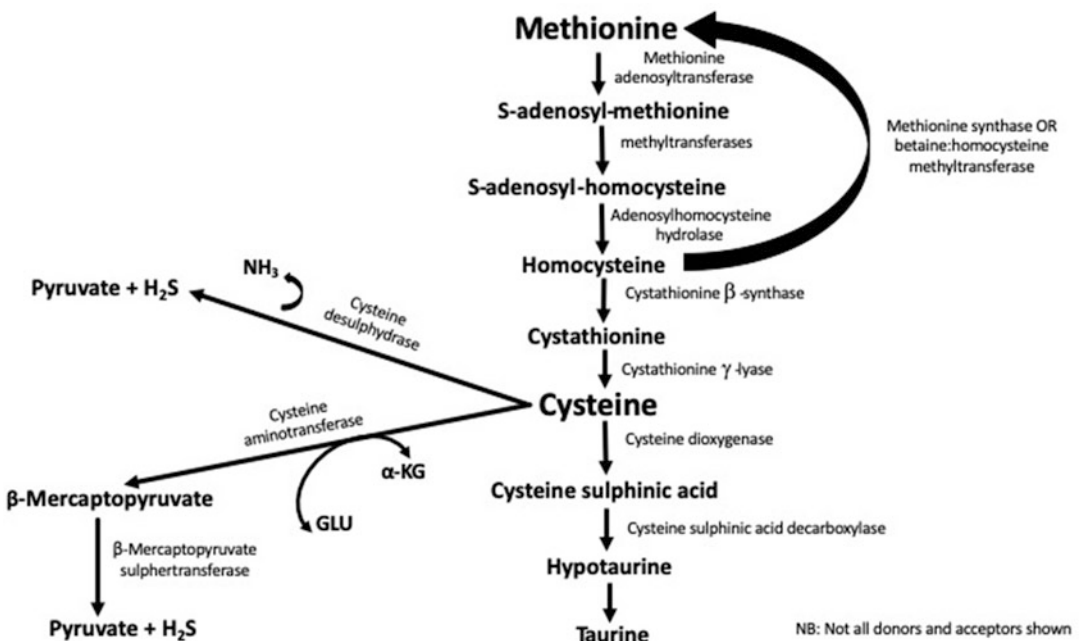 Methionine
Methionine
adenosyltransferase
S-adenosyl-methionine
methyltransferases
Methionine synthase OR
betaine:homocysteine
methyltransferase
S-adenosyl-homocysteine
Adenosylhomocysteine
hydrolase
Homocysteine
Cystathionine β-synthase
Cystathionine
Cystathionine γ-lyase
Cysteine
NH₃
Pyruvate + H₂S
Cysteine
desulphydrase
Cysteine
aminotransferase
α-KG
GLU
β-Mercaptopyruvate
β-Mercaptopyruvate
sulphertransferase
Pyruvate + H₂S
Cysteine dioxygenase
Cysteine sulphinic acid
Cysteine sulphinic acid decarboxylase
Hypotaurine
Taurine
NB: Not all donors and acceptors shown